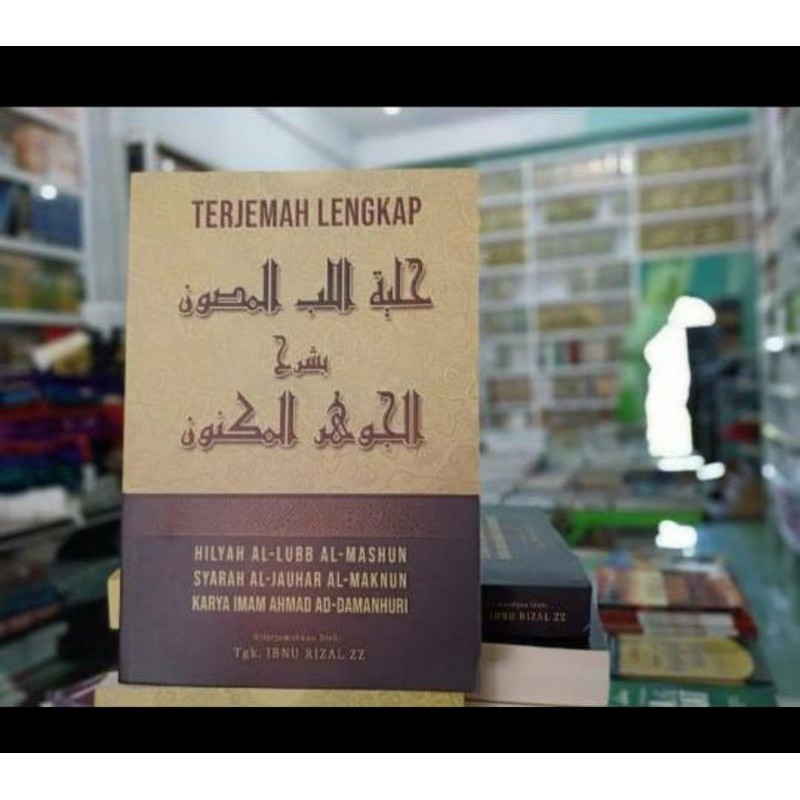 TERJEMAH LENGKAP
حلية اللب المصون
بشرح
الجوهر المكنون
HILYAH AL-LUBB AL-MASHUN
SYARAH AL-JAUHAR AL-MAKNUN
KARYA IMAM AHMAD AD-DAMANHURI
Diterjemahkan Oleh:
Tgk. IBNU RIZAL ZZ
IBNU RIZAL ZZ